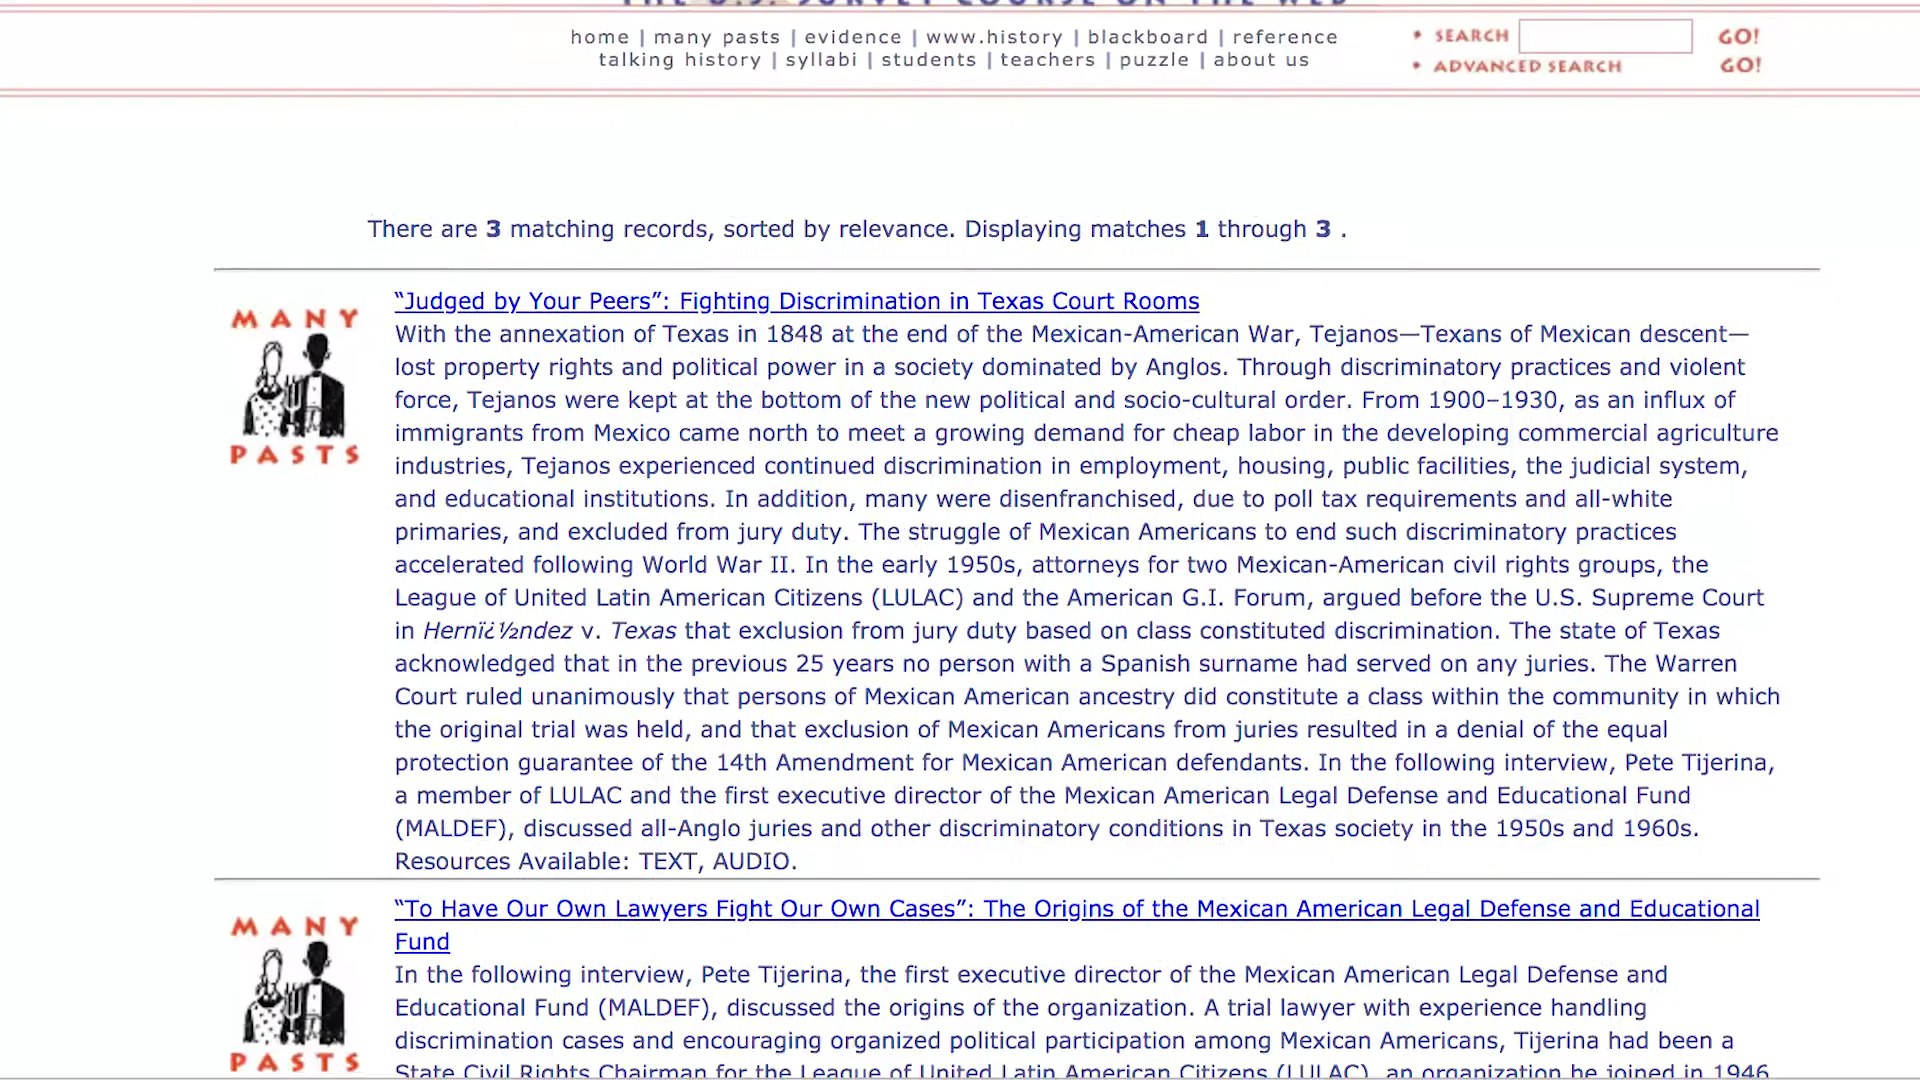 THE U.S. SURVEY COURSE ON THE WEB
home | many pasts | evidence | www.history | blackboard | reference
talking history | syllabi | students | teachers | puzzle | about us
• SEARCH GO!
• ADVANCED SEARCH GO!
There are 3 matching records, sorted by relevance. Displaying matches 1 through 3 .
MANY
PASTS
“Judged by Your Peers”: Fighting Discrimination in Texas Court Rooms
With the annexation of Texas in 1848 at the end of the Mexican-American War, Tejanos—Texans of Mexican descent—
lost property rights and political power in a society dominated by Anglos. Through discriminatory practices and violent
force, Tejanos were kept at the bottom of the new political and socio-cultural order. From 1900–1930, as an influx of
immigrants from Mexico came north to meet a growing demand for cheap labor in the developing commercial agriculture
industries, Tejanos experienced continued discrimination in employment, housing, public facilities, the judicial system,
and educational institutions. In addition, many were disenfranchised, due to poll tax requirements and all-white
primaries, and excluded from jury duty. The struggle of Mexican Americans to end such discriminatory practices
accelerated following World War II. In the early 1950s, attorneys for two Mexican-American civil rights groups, the
League of United Latin American Citizens (LULAC) and the American G.I. Forum, argued before the U.S. Supreme Court
in Hernï¿½ndez v. Texas that exclusion from jury duty based on class constituted discrimination. The state of Texas
acknowledged that in the previous 25 years no person with a Spanish surname had served on any juries. The Warren
Court ruled unanimously that persons of Mexican American ancestry did constitute a class within the community in which
the original trial was held, and that exclusion of Mexican Americans from juries resulted in a denial of the equal
protection guarantee of the 14th Amendment for Mexican American defendants. In the following interview, Pete Tijerina,
a member of LULAC and the first executive director of the Mexican American Legal Defense and Educational Fund
(MALDEF), discussed all-Anglo juries and other discriminatory conditions in Texas society in the 1950s and 1960s.
Resources Available: TEXT, AUDIO.
MANY
PASTS
“To Have Our Own Lawyers Fight Our Own Cases”: The Origins of the Mexican American Legal Defense and Educational
Fund
In the following interview, Pete Tijerina, the first executive director of the Mexican American Legal Defense and
Educational Fund (MALDEF), discussed the origins of the organization. A trial lawyer with experience handling
discrimination cases and encouraging organized political participation among Mexican Americans, Tijerina had been a
State Civil Rights Chairman for the League of United Latin American Citizens (LULAC), an organization he joined in 1946